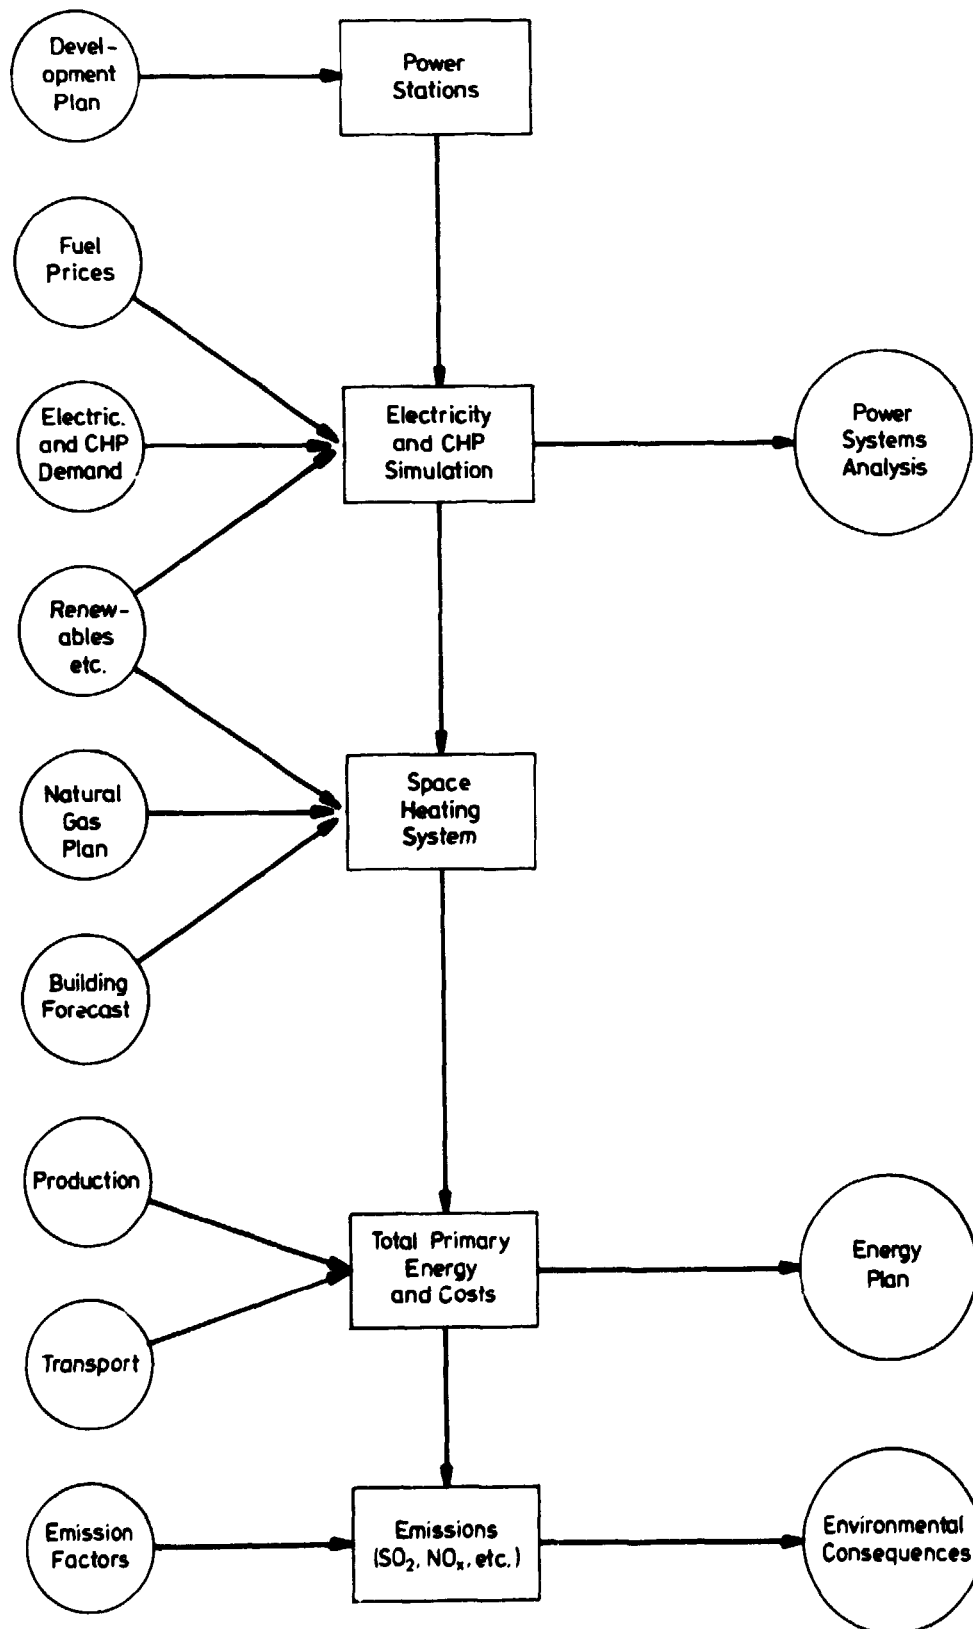 Devel-
opment
Plan
Power
Stations
Fuel
Prices
Electric.
and CHP
Demand
Electricity
and CHP
Simulation
Power
Systems
Analysis
Renew-
ables
etc.
Natural
Gas
Plan
Space
Heating
System
Building
Forecast
Production
Total Primary
Energy
and Costs
Energy
Plan
Transport
Emission
Factors
Emissions
(SO₂, NOₓ, etc.)
Environmental
Consequences